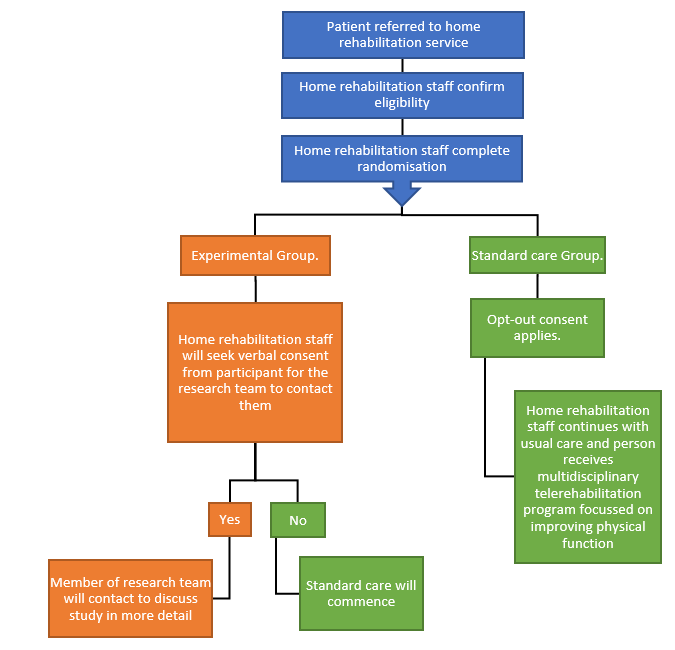 Patient referred to home
rehabilitation service
Home rehabilitation staff confirm
eligibility
Home rehabilitation staff complete
randomisation
Experimental Group.
Standard care Group.
Home rehabilitation staff
will seek verbal consent
from participant for the
research team to contact
them
Opt-out consent
applies.
Home rehabilitation
staff continues with
usual care and person
receives
multidisciplinary
telerehabilitation
program focussed on
improving physical
function
Yes
No
Member of research team
will contact to discuss
study in more detail
Standard care will
commence